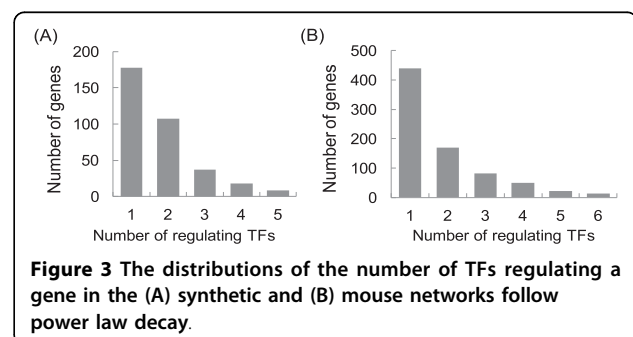 (A)
200
150
100
50
0
Number of genes
1 2 3 4 5
Number of regulating TFs
(B)
500
400
300
200
100
0
Number of genes
1 2 3 4 5 6
Number of regulating TFs
Figure 3 The distributions of the number of TFs regulating a
gene in the (A) synthetic and (B) mouse networks follow
power law decay.